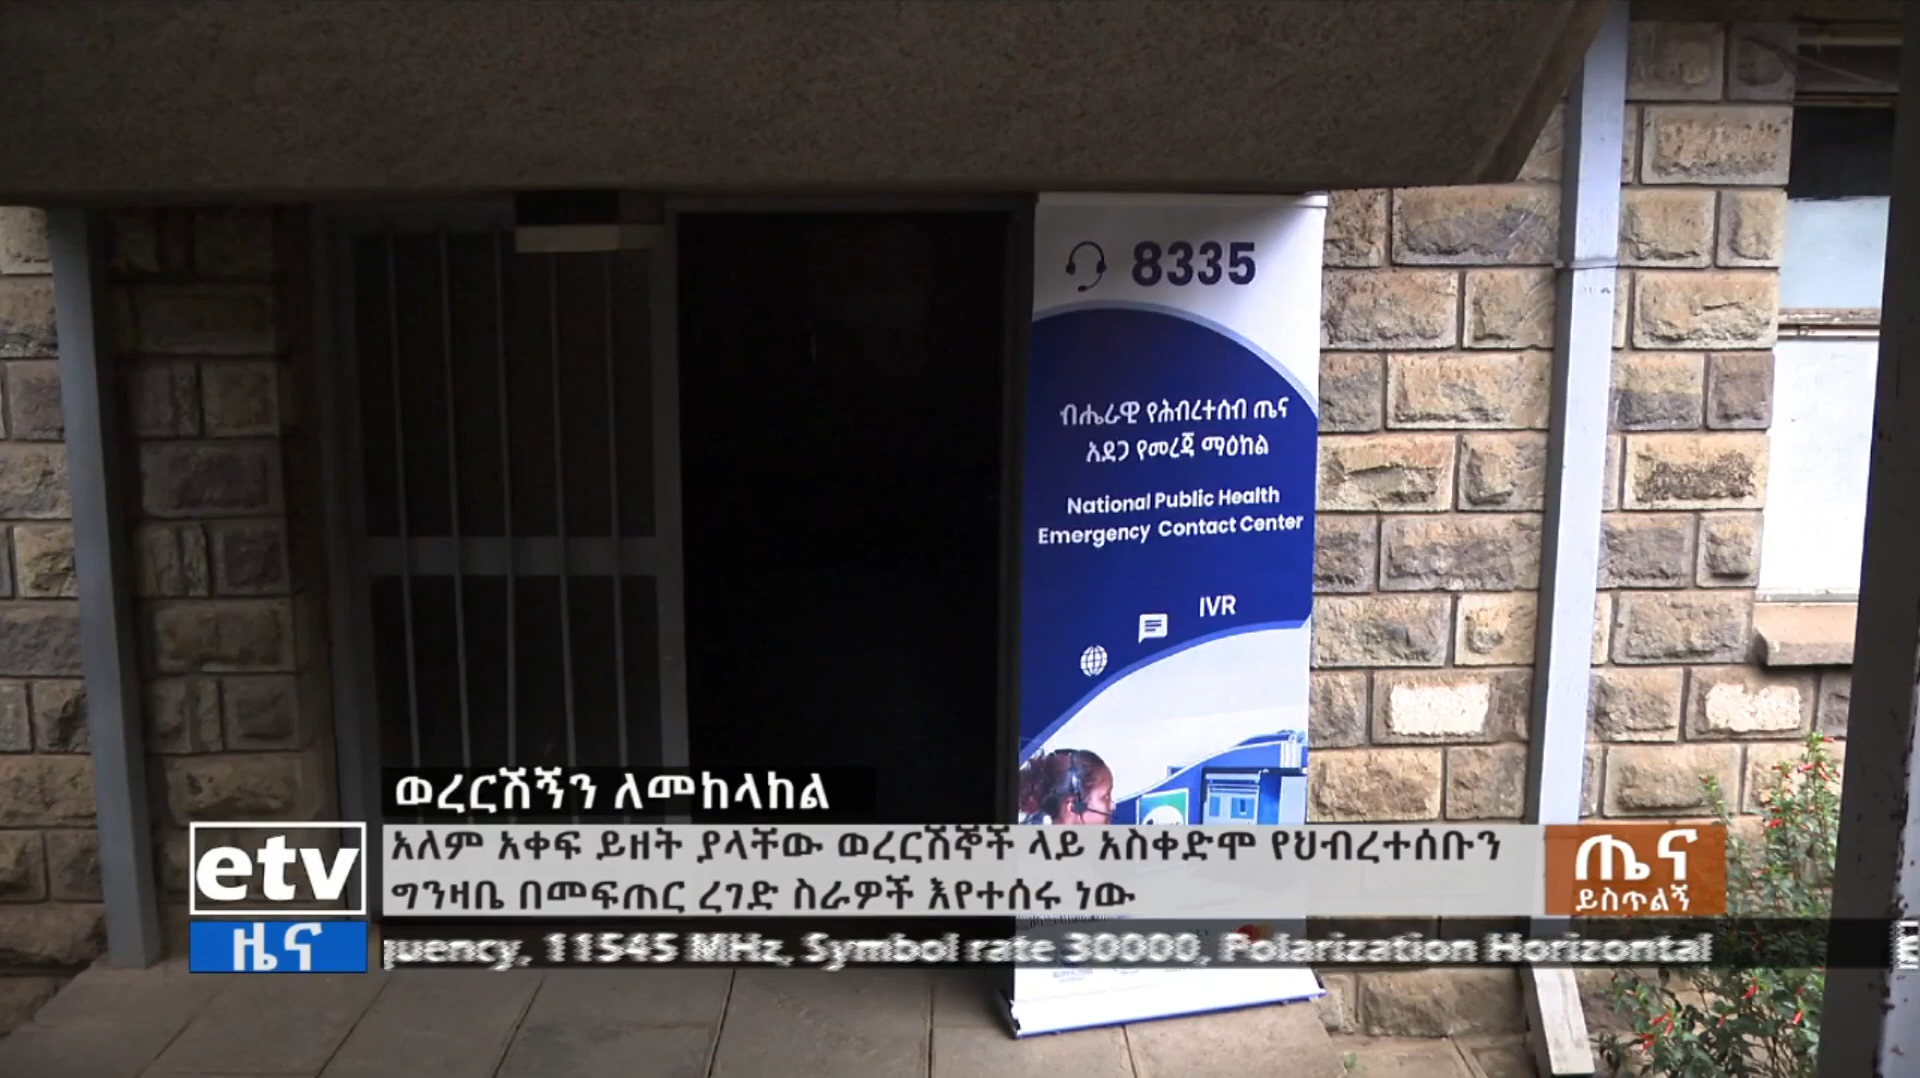 8335
ብሔራዊ የሕብረተሰብ ጤና
አደጋ የመረጃ ማዕከል
National Public Health
Emergency Contact Center
IVR
ወረርሽኝን ለመከላከል
አለም አቀፍ ይዘት ያላቸው ወረርሽኞች ላይ አስቀድሞ የህብረተሰቡን
ግንዛቤ በመፍጠር ረገድ ስራዎች እየተሰሩ ነው
etv
ዜና
ጤና
ይስጥልኝ
quency, 11545 MHz, Symbol rate 30000, Polarization Horizontal